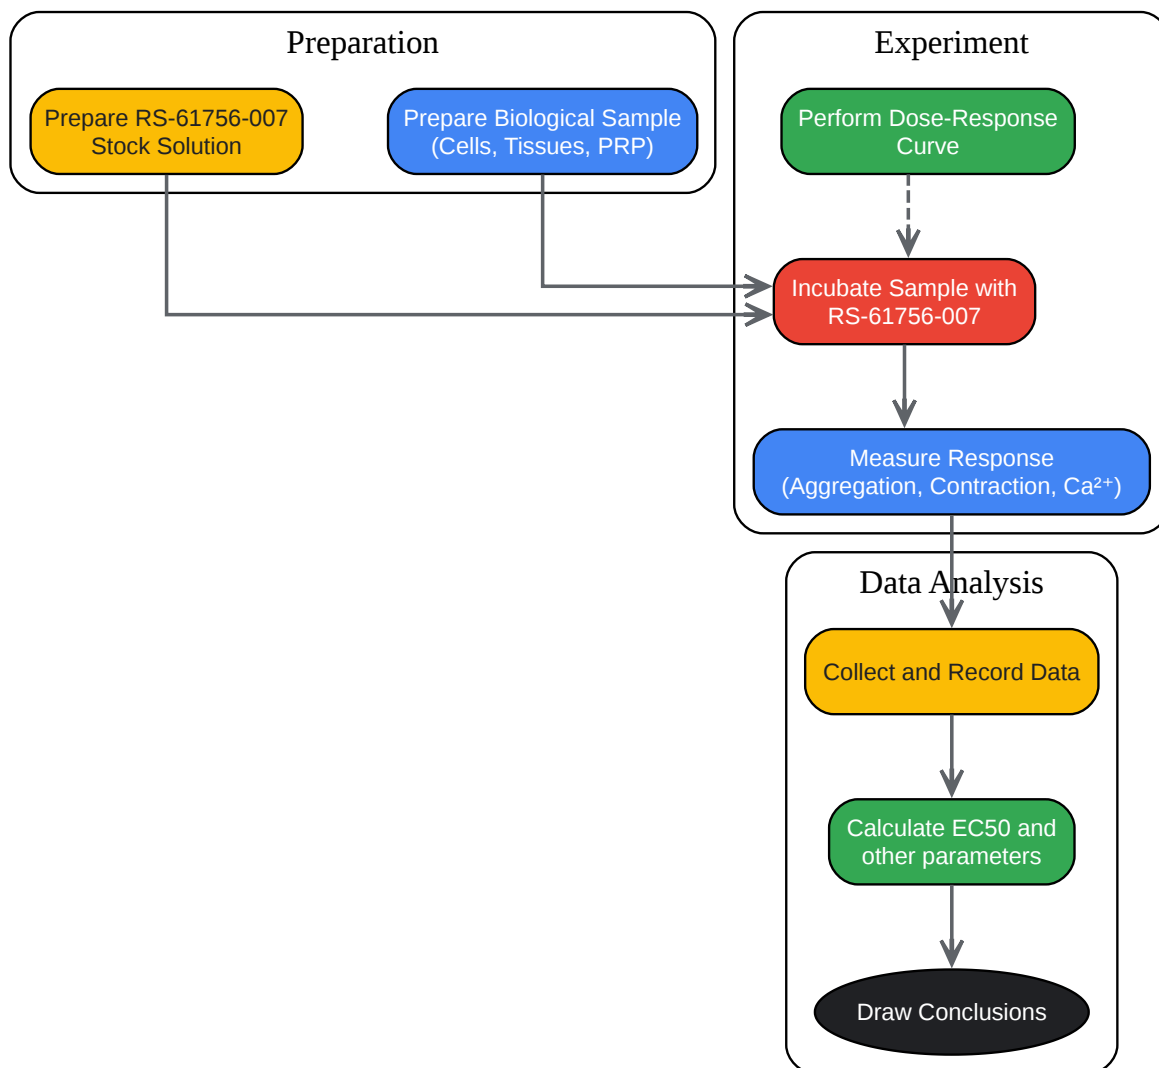 Preparation
Prepare RS-61756-007
Stock Solution
Prepare Biological Sample
(Cells, Tissues, PRP)
Experiment
Perform Dose-Response
Curve
Incubate Sample with
RS-61756-007
Measure Response
(Aggregation, Contraction, Ca²⁺)
Data Analysis
Collect and Record Data
Calculate EC50 and
other parameters
Draw Conclusions